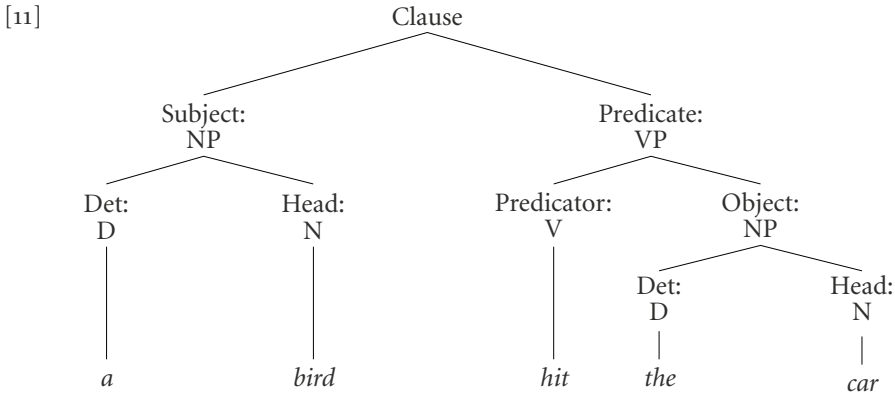 [11] Clause
Subject: Predicate:
NP VP
Det: Head: Predicator: Object:
D N V NP
Det: Head:
D N
a bird hit the car